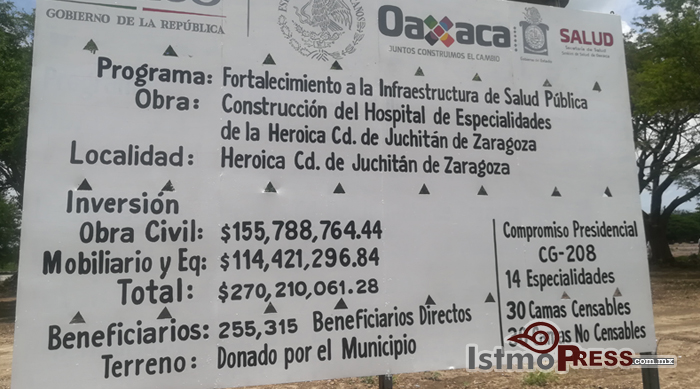 GOBIERNO DE LA REPÚBLICA
Oaxaca
JUNTOS CONSTRUIMOS EL CAMBIO
SALUD
Programa: Fortalecimiento a la Infraestructura de Salud Pública
Obra: Construcción del Hospital de Especialidades
de la Heroica Cd. de Juchitán de Zaragoza
Localidad: Heroica Cd. de Juchitán de Zaragoza
Inversión
Obra Civil: $155,788,764.44
Mobiliario y Eq: $114,421,296.84
Total: $270,210,061.28
Beneficiarios: 255,315 Beneficiarios Directos
Terreno: Donado por el Municipio
Compromiso Presidencial
CG-208
14 Especialidades
30 Camas Censables
No Censables
IstmoPRESS.com.mx